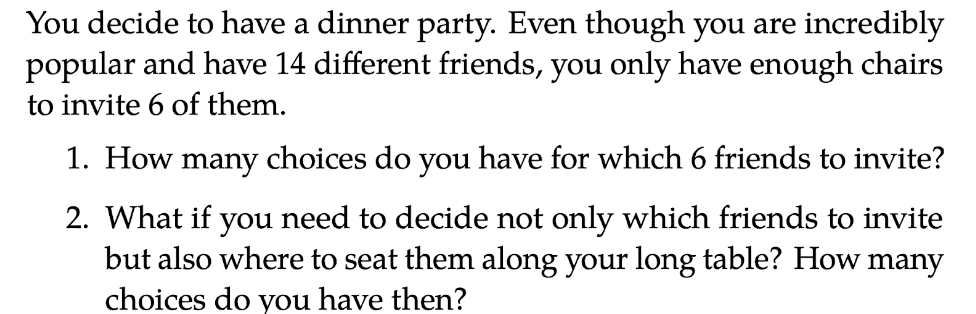 You decide to have a dinner party. Even though you are incredibly
popular and have 14 different friends, you only have enough chairs
to invite 6 of them.
1. How many choices do you have for which 6 friends to invite?
2. What if you need to decide not only which friends to invite
but also where to seat them along your long table? How many
choices do you have then?